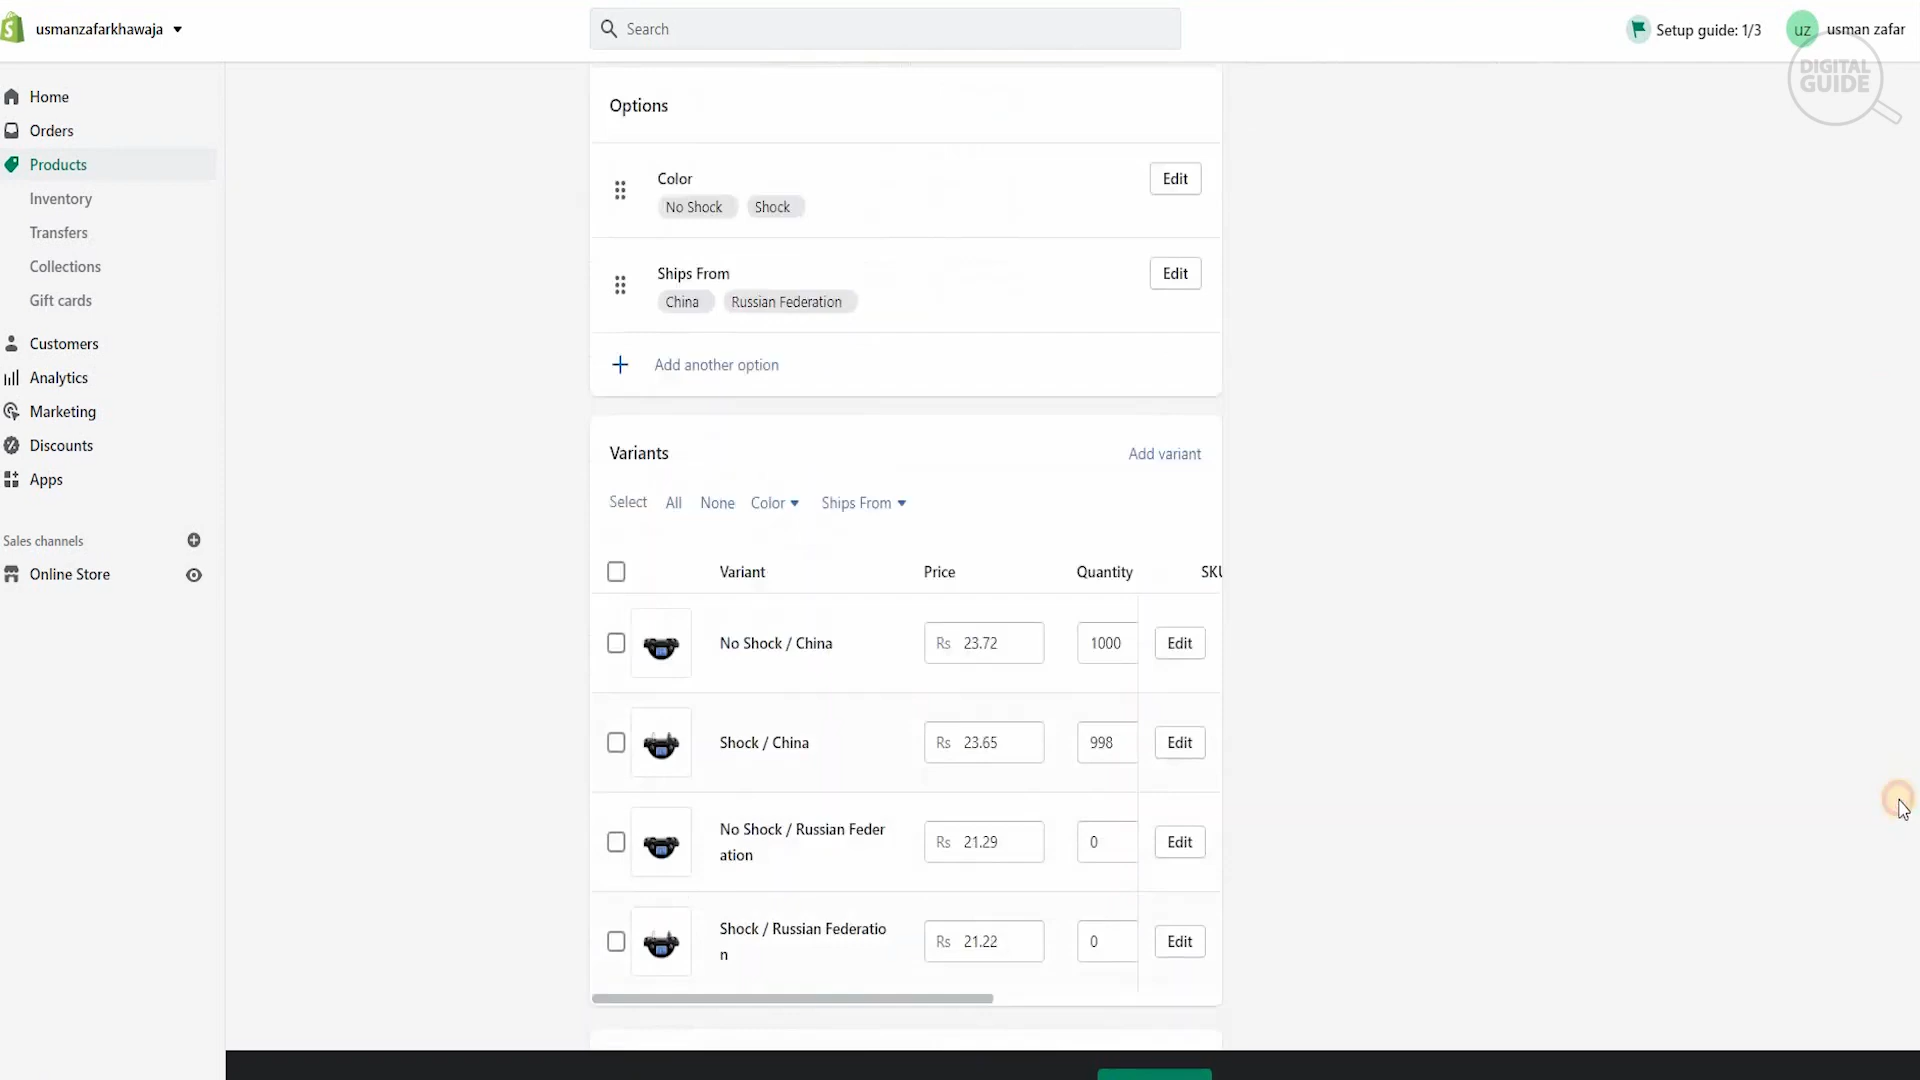 usmanzafarkhawaja
Search
Setup guide: 1/3
UZ
usman zafar
DIGITAL
GUIDE
Home
Orders
Products
Inventory
Transfers
Collections
Gift cards
Customers
Analytics
Marketing
Discounts
Apps
Sales channels
Online Store
Options
Color
Edit
No Shock
Shock
Ships From
Edit
China
Russian Federation
Add another option
Variants
Add variant
Select All None Color Ships From
Variant Price Quantity SKU
No Shock / China Rs 23.72 1000 Edit
Shock / China Rs 23.65 998 Edit
No Shock / Russian Feder
ation
Rs 21.29 0 Edit
Shock / Russian Federatio
n
Rs 21.22 0 Edit